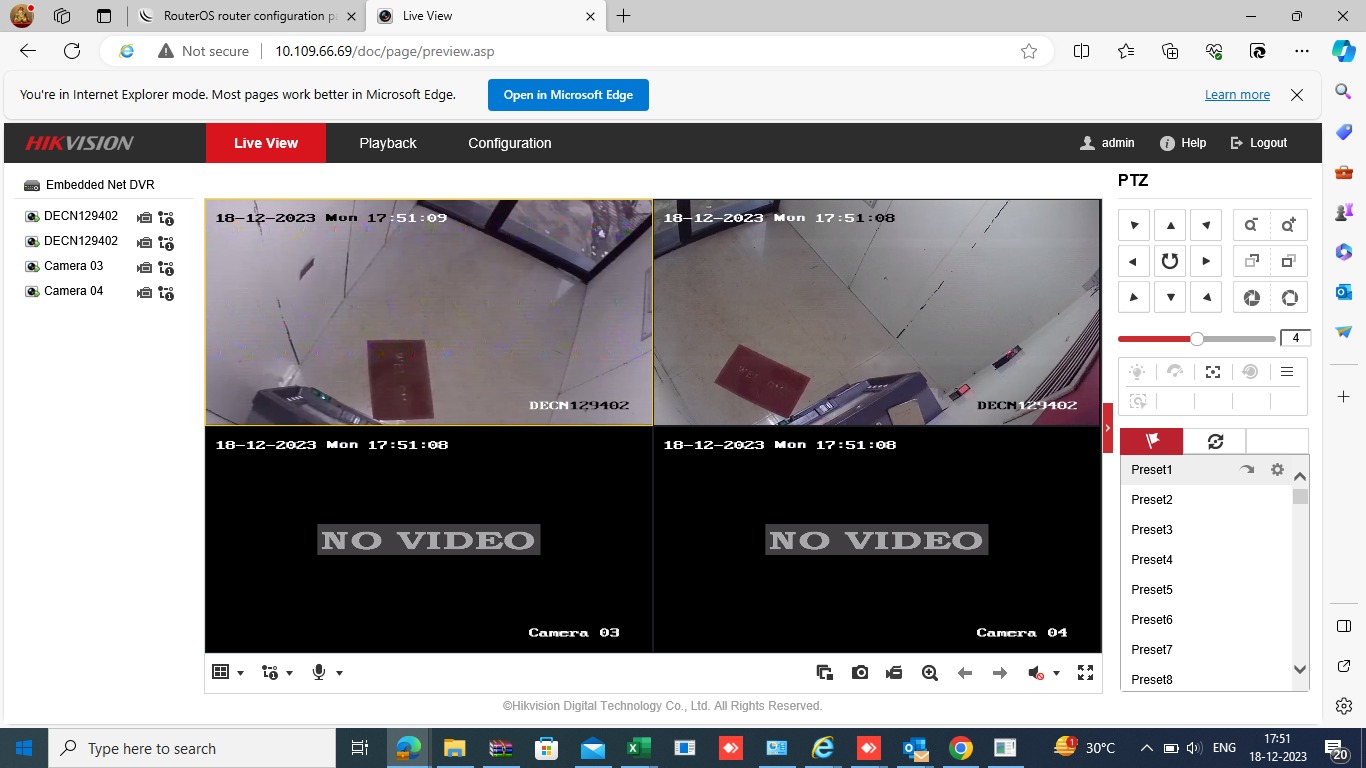 RouterOS router configuration pa
Live View
Not secure
10.109.66.69/doc/page/preview.asp
You're in Internet Explorer mode. Most pages work better in Microsoft Edge.
Open in Microsoft Edge
Learn more
HIKVISION
Live View
Playback
Configuration
admin
Help
Logout
Embedded Net DVR
DECN129402
DECN129402
Camera 03
Camera 04
18-12-2023 Mon 17:51:09
DECN129402
18-12-2023 Mon 17:51:08
DECN129402
18-12-2023 Mon 17:51:08
NO VIDEO
Camera 03
18-12-2023 Mon 17:51:08
NO VIDEO
Camera 04
PTZ
4
Preset1
Preset2
Preset3
Preset4
Preset5
Preset6
Preset7
Preset8
©Hikvision Digital Technology Co., Ltd. All Rights Reserved.
Type here to search
1
30°C
ENG
17:51
18-12-2023
20